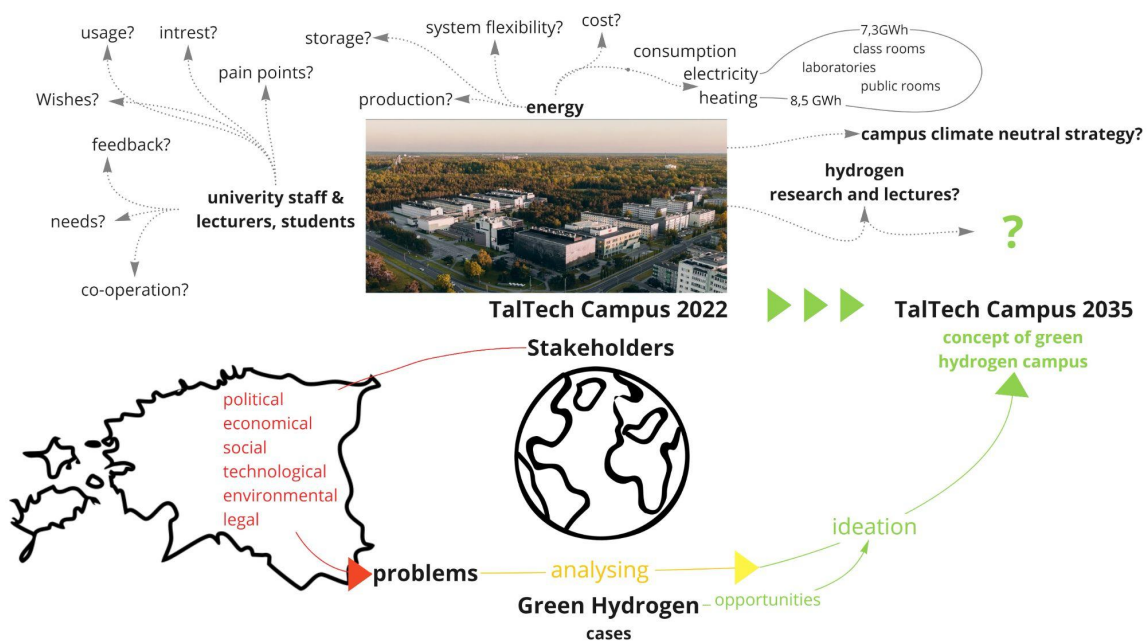 usage?
intrest?
Wishes?
pain points?
feedback?
needs?
co-operation?
univerity staff &
lecturers, students
storage?
system flexibility?
cost?
production?
energy
consumption
electricity
heating
7,3GWh
class rooms
laboratories
public rooms
8,5 GWh
campus climate neutral strategy?
hydrogen
research and lectures?
?
TalTech Campus 2022
TalTech Campus 2035
concept of green
hydrogen campus
Stakeholders
political
economical
social
technological
environmental
legal
problems
analysing
ideation
Green Hydrogen
opportunities
cases